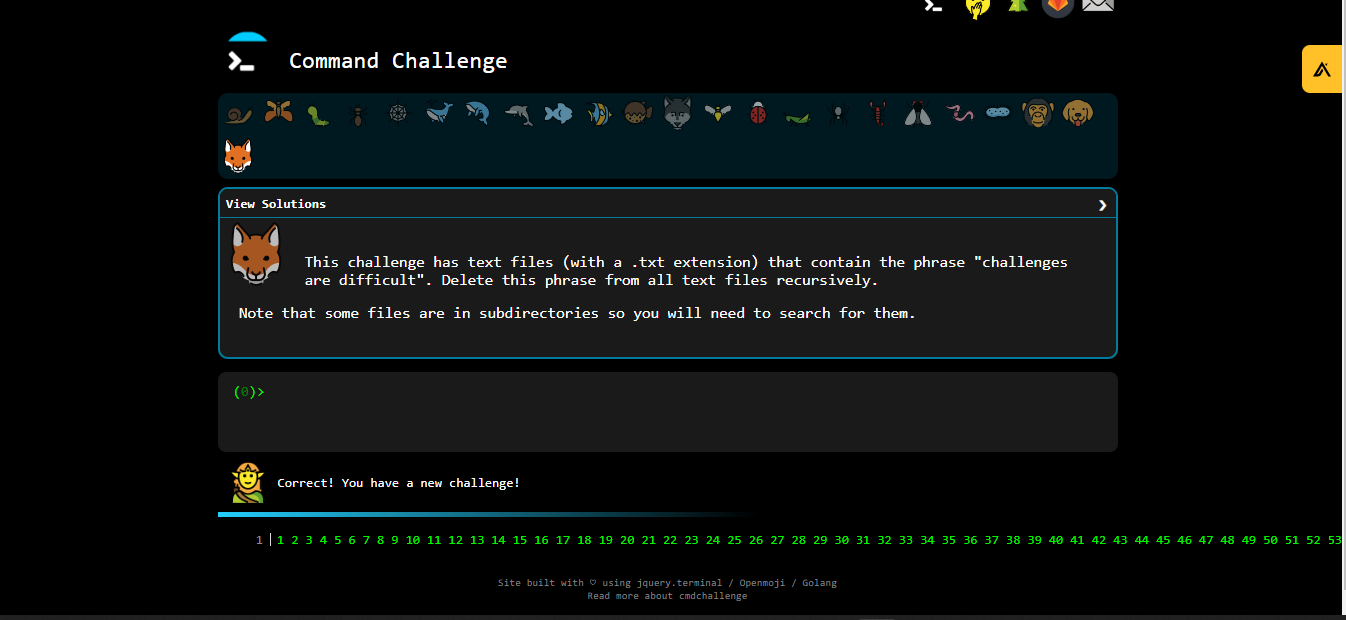 Command Challenge
View Solutions
This challenge has text files (with a .txt extension) that contain the phrase "challenges
are difficult". Delete this phrase from all text files recursively.
Note that some files are in subdirectories so you will need to search for them.
(0)>
Correct! You have a new challenge!
1 1 2 3 4 5 6 7 8 9 10 11 12 13 14 15 16 17 18 19 20 21 22 23 24 25 26 27 28 29 30 31 32 33 34 35 36 37 38 39 40 41 42 43 44 45 46 47 48 49 50 51 52 53
Site built with ♡ using jquery.terminal / Openmoji / Golang
Read more about cmdchallenge